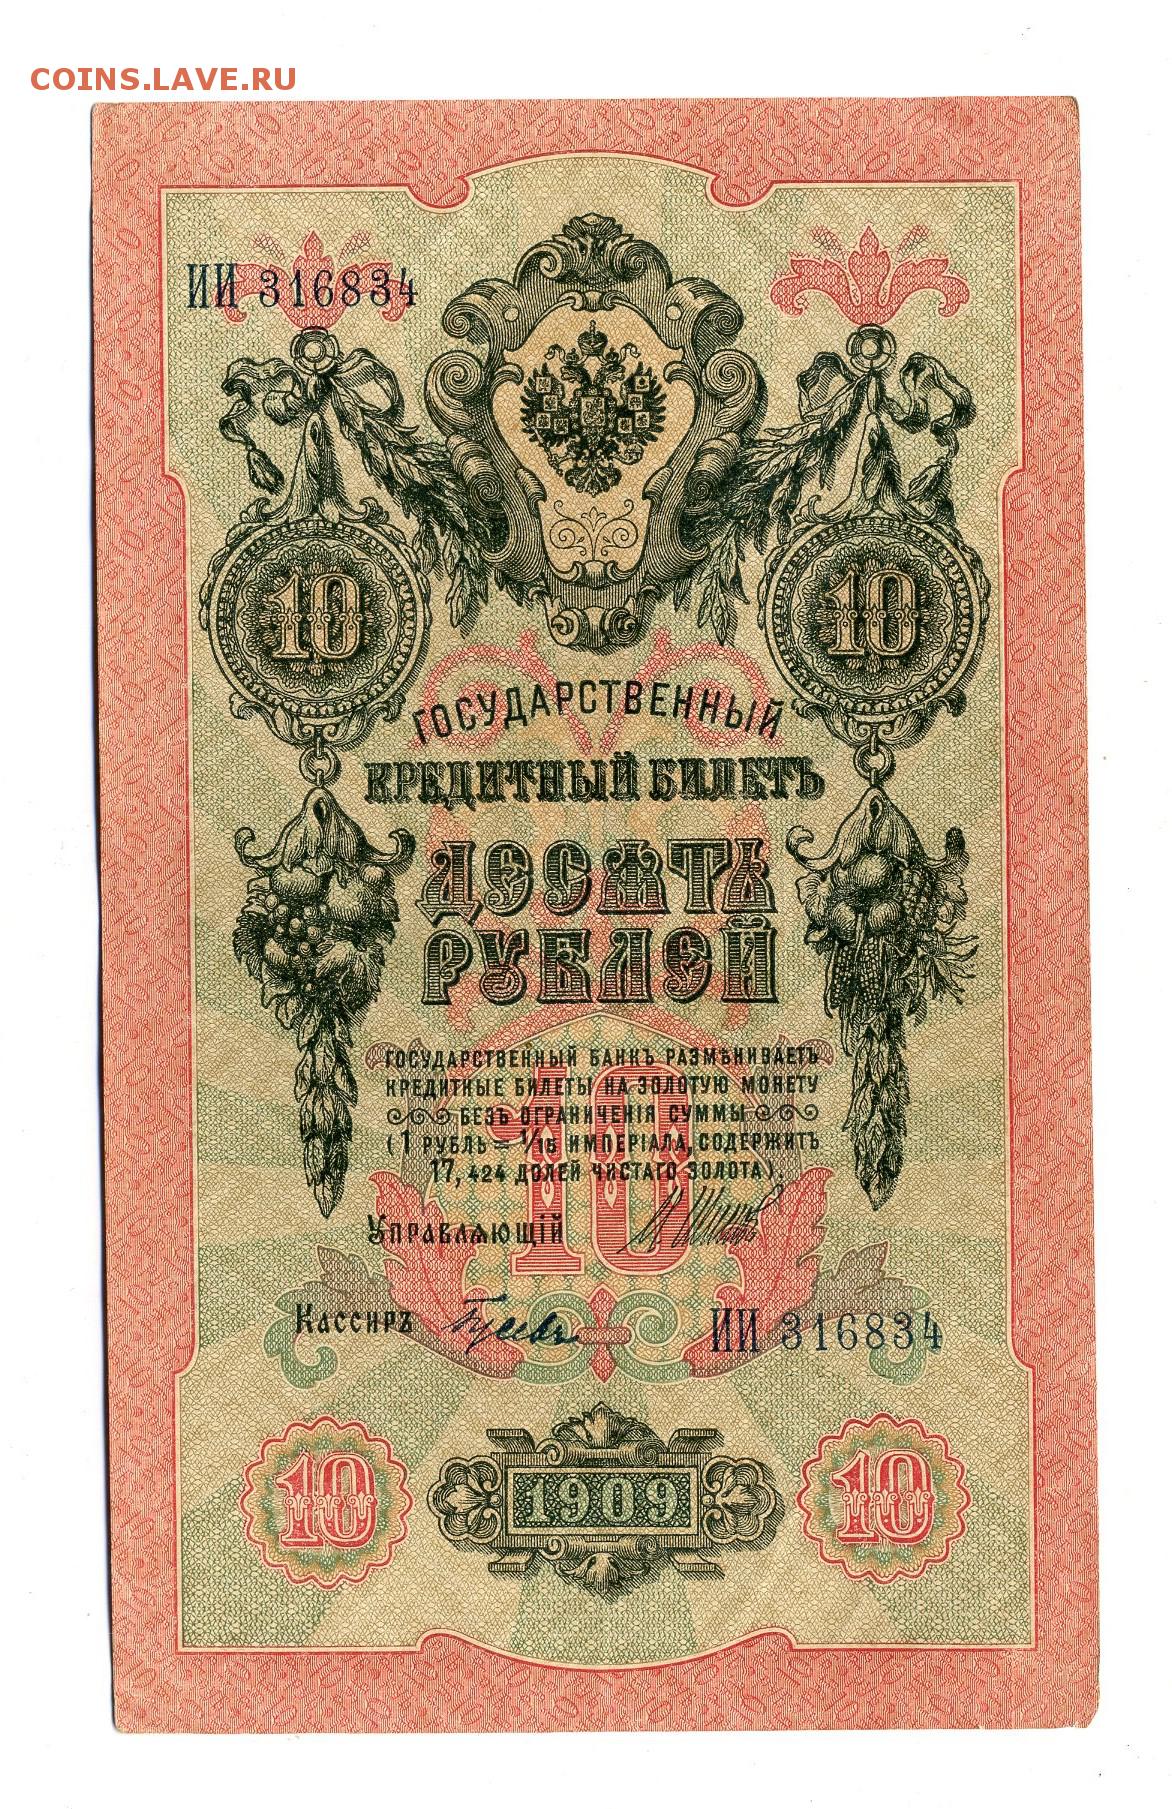 COINS.LAVE.RU
ИИ 316834
10 10
ГОСУДАРСТВЕННЫЙ
КРЕДИТНЫЙ БИЛЕТЪ
ДЕСЯТЬ
РУБЛЕЙ
ГОСУДАРСТВЕННЫЙ БАНКЪ РАЗМѢНИВАЕТЪ
КРЕДИТНЫЕ БИЛЕТЫ НА ЗОЛОТУЮ МОНЕТУ
БЕЗЪ ОГРАНИЧЕНІЯ СУММЫ
(1 РУБЛЬ = 1/15 ИМПЕРІАЛА, СОДЕРЖИТЪ
17,424 ДОЛЕЙ ЧИСТАГО ЗОЛОТА).
10
УПРАВЛЯЮЩІЙ
КАССИРЪ ИИ 316834
10 1909 10